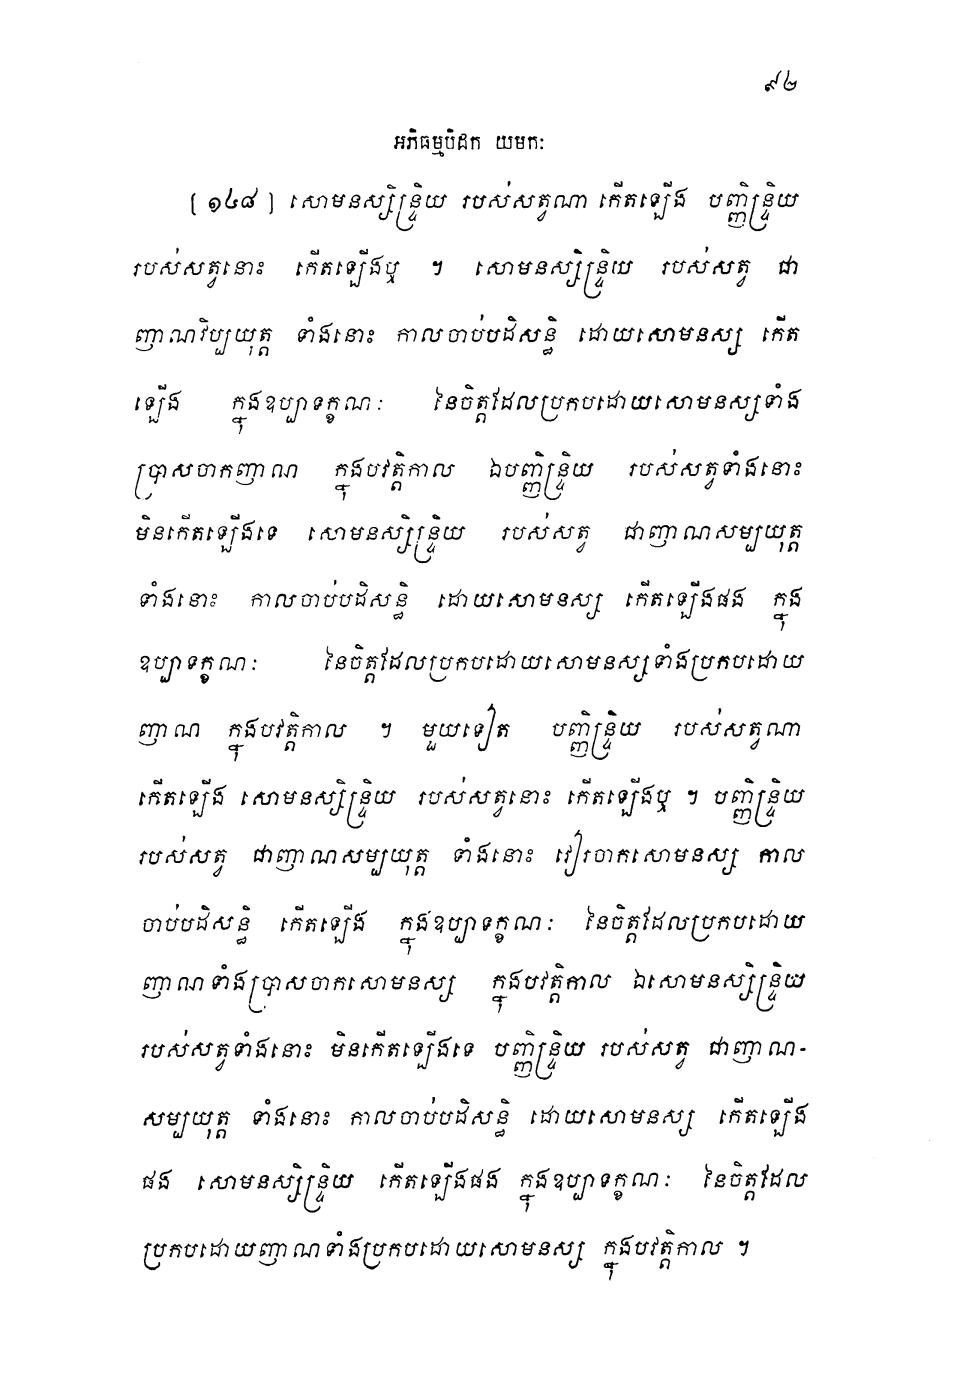 ៩២
អភិធម្មបិដក យមកៈ
[១៤៨] សោមនស្សិន្ទ្រិយ របស់សត្វណា កើតឡើង បញ្ញិន្ទ្រិយ
របស់សត្វនោះ កើតឡើងឬ ។ សោមនស្សិន្ទ្រិយ របស់សត្វ ជា
ញាណវិប្បយុត្ត ទាំងនោះ កាលចាប់បដិសន្ធិ ដោយសោមនស្ស កើត
ឡើង ក្នុងឧប្បាទក្ខណៈ នៃចិត្តដែលប្រកបដោយសោមនស្សទាំង
ប្រាសចាកញាណ ក្នុងបវត្តិកាល ឯបញ្ញិន្ទ្រិយ របស់សត្វទាំងនោះ
មិនកើតឡើងទេ សោមនស្សិន្ទ្រិយ របស់សត្វ ជាញាណសម្បយុត្ត
ទាំងនោះ កាលចាប់បដិសន្ធិ ដោយសោមនស្ស កើតឡើងផង ក្នុង
ឧប្បាទក្ខណៈ នៃចិត្តដែលប្រកបដោយសោមនស្សទាំងប្រកបដោយ
ញាណ ក្នុងបវត្តិកាល ។ មួយទៀត បញ្ញិន្ទ្រិយ របស់សត្វណា
កើតឡើង សោមនស្សិន្ទ្រិយ របស់សត្វនោះ កើតឡើងឬ ។ បញ្ញិន្ទ្រិយ
របស់សត្វ ជាញាណសម្បយុត្ត ទាំងនោះ វៀរចាកសោមនស្ស កាល
ចាប់បដិសន្ធិ កើតឡើង ក្នុងឧប្បាទក្ខណៈ នៃចិត្តដែលប្រកបដោយ
ញាណទាំងប្រាសចាកសោមនស្ស ក្នុងបវត្តិកាល ឯសោមនស្សិន្ទ្រិយ
របស់សត្វទាំងនោះ មិនកើតឡើងទេ បញ្ញិន្ទ្រិយ របស់សត្វ ជាញាណ-
សម្បយុត្ត ទាំងនោះ កាលចាប់បដិសន្ធិ ដោយសោមនស្ស កើតឡើង
ផង សោមនស្សិន្ទ្រិយ កើតឡើងផង ក្នុងឧប្បាទក្ខណៈ នៃចិត្តដែល
ប្រកបដោយញាណទាំងប្រកបដោយសោមនស្ស ក្នុងបវត្តិកាល ។